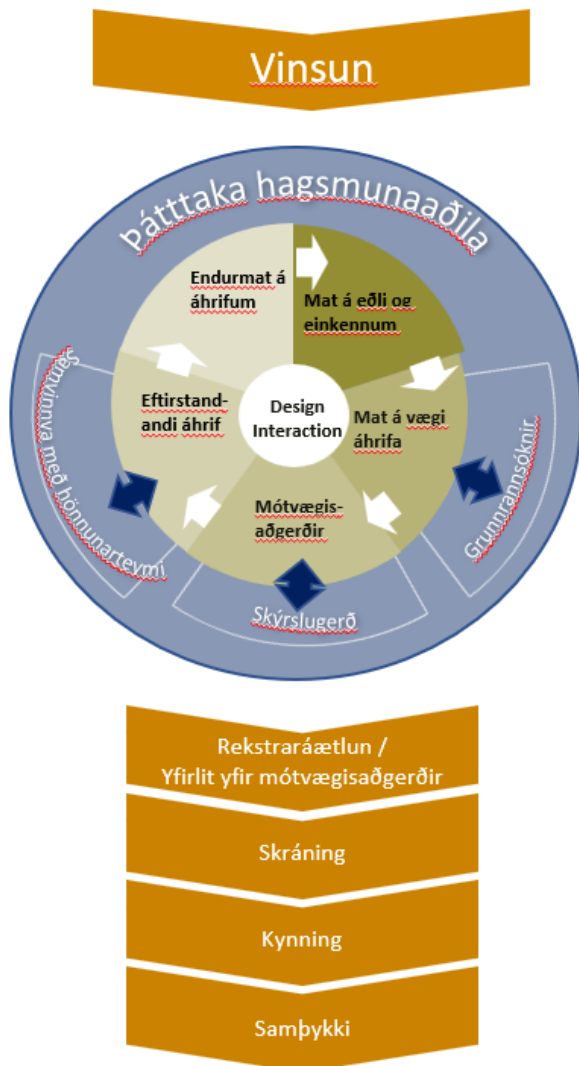 Vinsun
Þátttaka hagsmunaaðila
Endurmat á
áhrifum
Mat á eðli og
einkennum
Eftirstand-
andi áhrif
Design
Interaction
Mat á vægi
áhrifa
Mótvægis-
aðgerðir
Samvinnva með hönnunarteymi
Grunnrannsóknir
Skýrslugerð
Rekstraráætlun /
Yfirlit yfir mótvægisaðgerðir
Skráning
Kynning
Samþykki